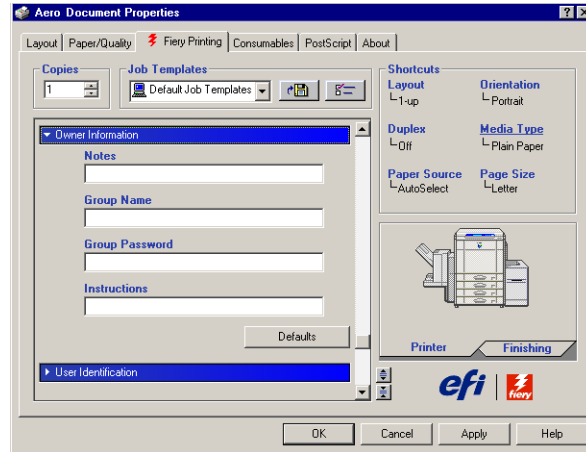 Aero Document Properties
Layout Paper/Quality Fiery Printing Consumables PostScript About
Copies
1
Job Templates
Default Job Templates
Owner Information
Notes
Group Name
Group Password
Instructions
Defaults
User Identification
Shortcuts
Layout Orientation
1-up Portrait
Duplex Media Type
Off Plain Paper
Paper Source Page Size
AutoSelect Letter
Printer Finishing
efi fiery
OK Cancel Apply Help